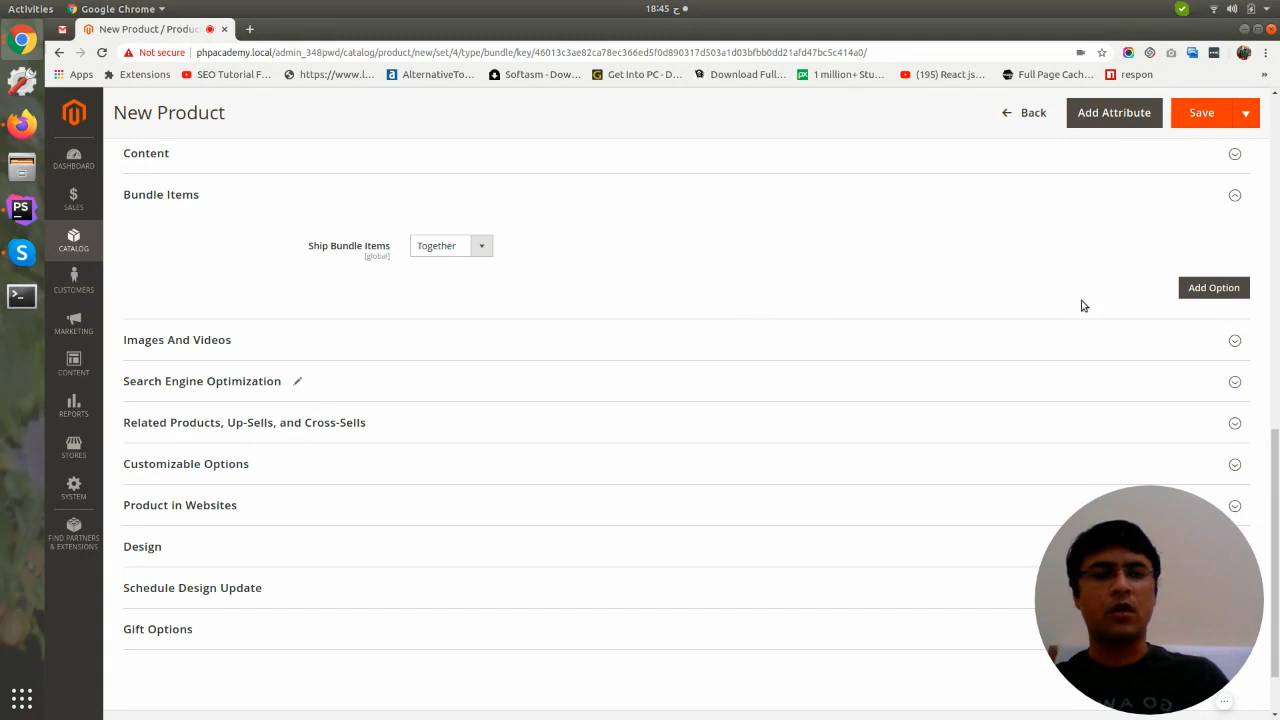 Activities
Google Chrome
18:45 ح
New Product / Produc
Not secure
phpacademy.local/admin_348pwd/catalog/product/new/set/4/type/bundle/key/46013c3ae82ca78ec366ed5f0d890317d503a1d03bfbb0dd21afd47bc5c414a0/
Apps
Extensions
SEO Tutorial F...
https://www.l...
AlternativeTo...
Softasm - Dow...
Get Into PC - D...
Download Full...
1 million+ Stu...
(195) React js...
Full Page Cach...
respon
»
New Product
Back
Add Attribute
Save
DASHBOARD
SALES
CATALOG
CUSTOMERS
MARKETING
CONTENT
REPORTS
STORES
SYSTEM
FIND PARTNERS
& EXTENSIONS
Content
Bundle Items
Ship Bundle Items
[global]
Together
Add Option
Images And Videos
Search Engine Optimization
Related Products, Up-Sells, and Cross-Sells
Customizable Options
Product in Websites
Design
Schedule Design Update
Gift Options
PS